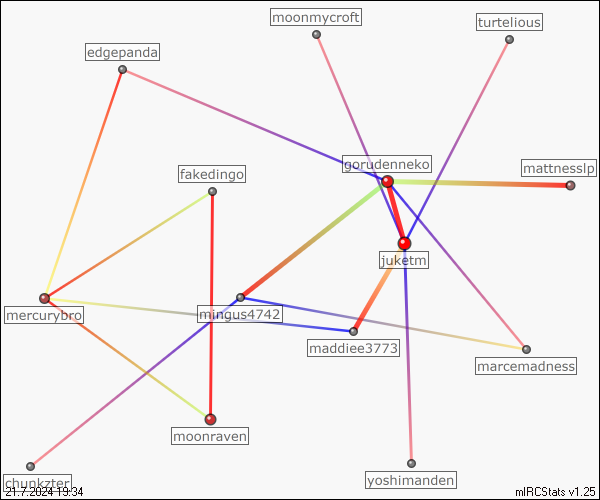 moonmycroft
turtelious
edgepanda
gorudenneko
mattnesslp
fakedingo
juketm
mercurybro
mingus4742
maddiee3773
marcemadness
moonraven
chunkzter
yoshimanden
21.7.2024 19:34
mIRCStats v1.25